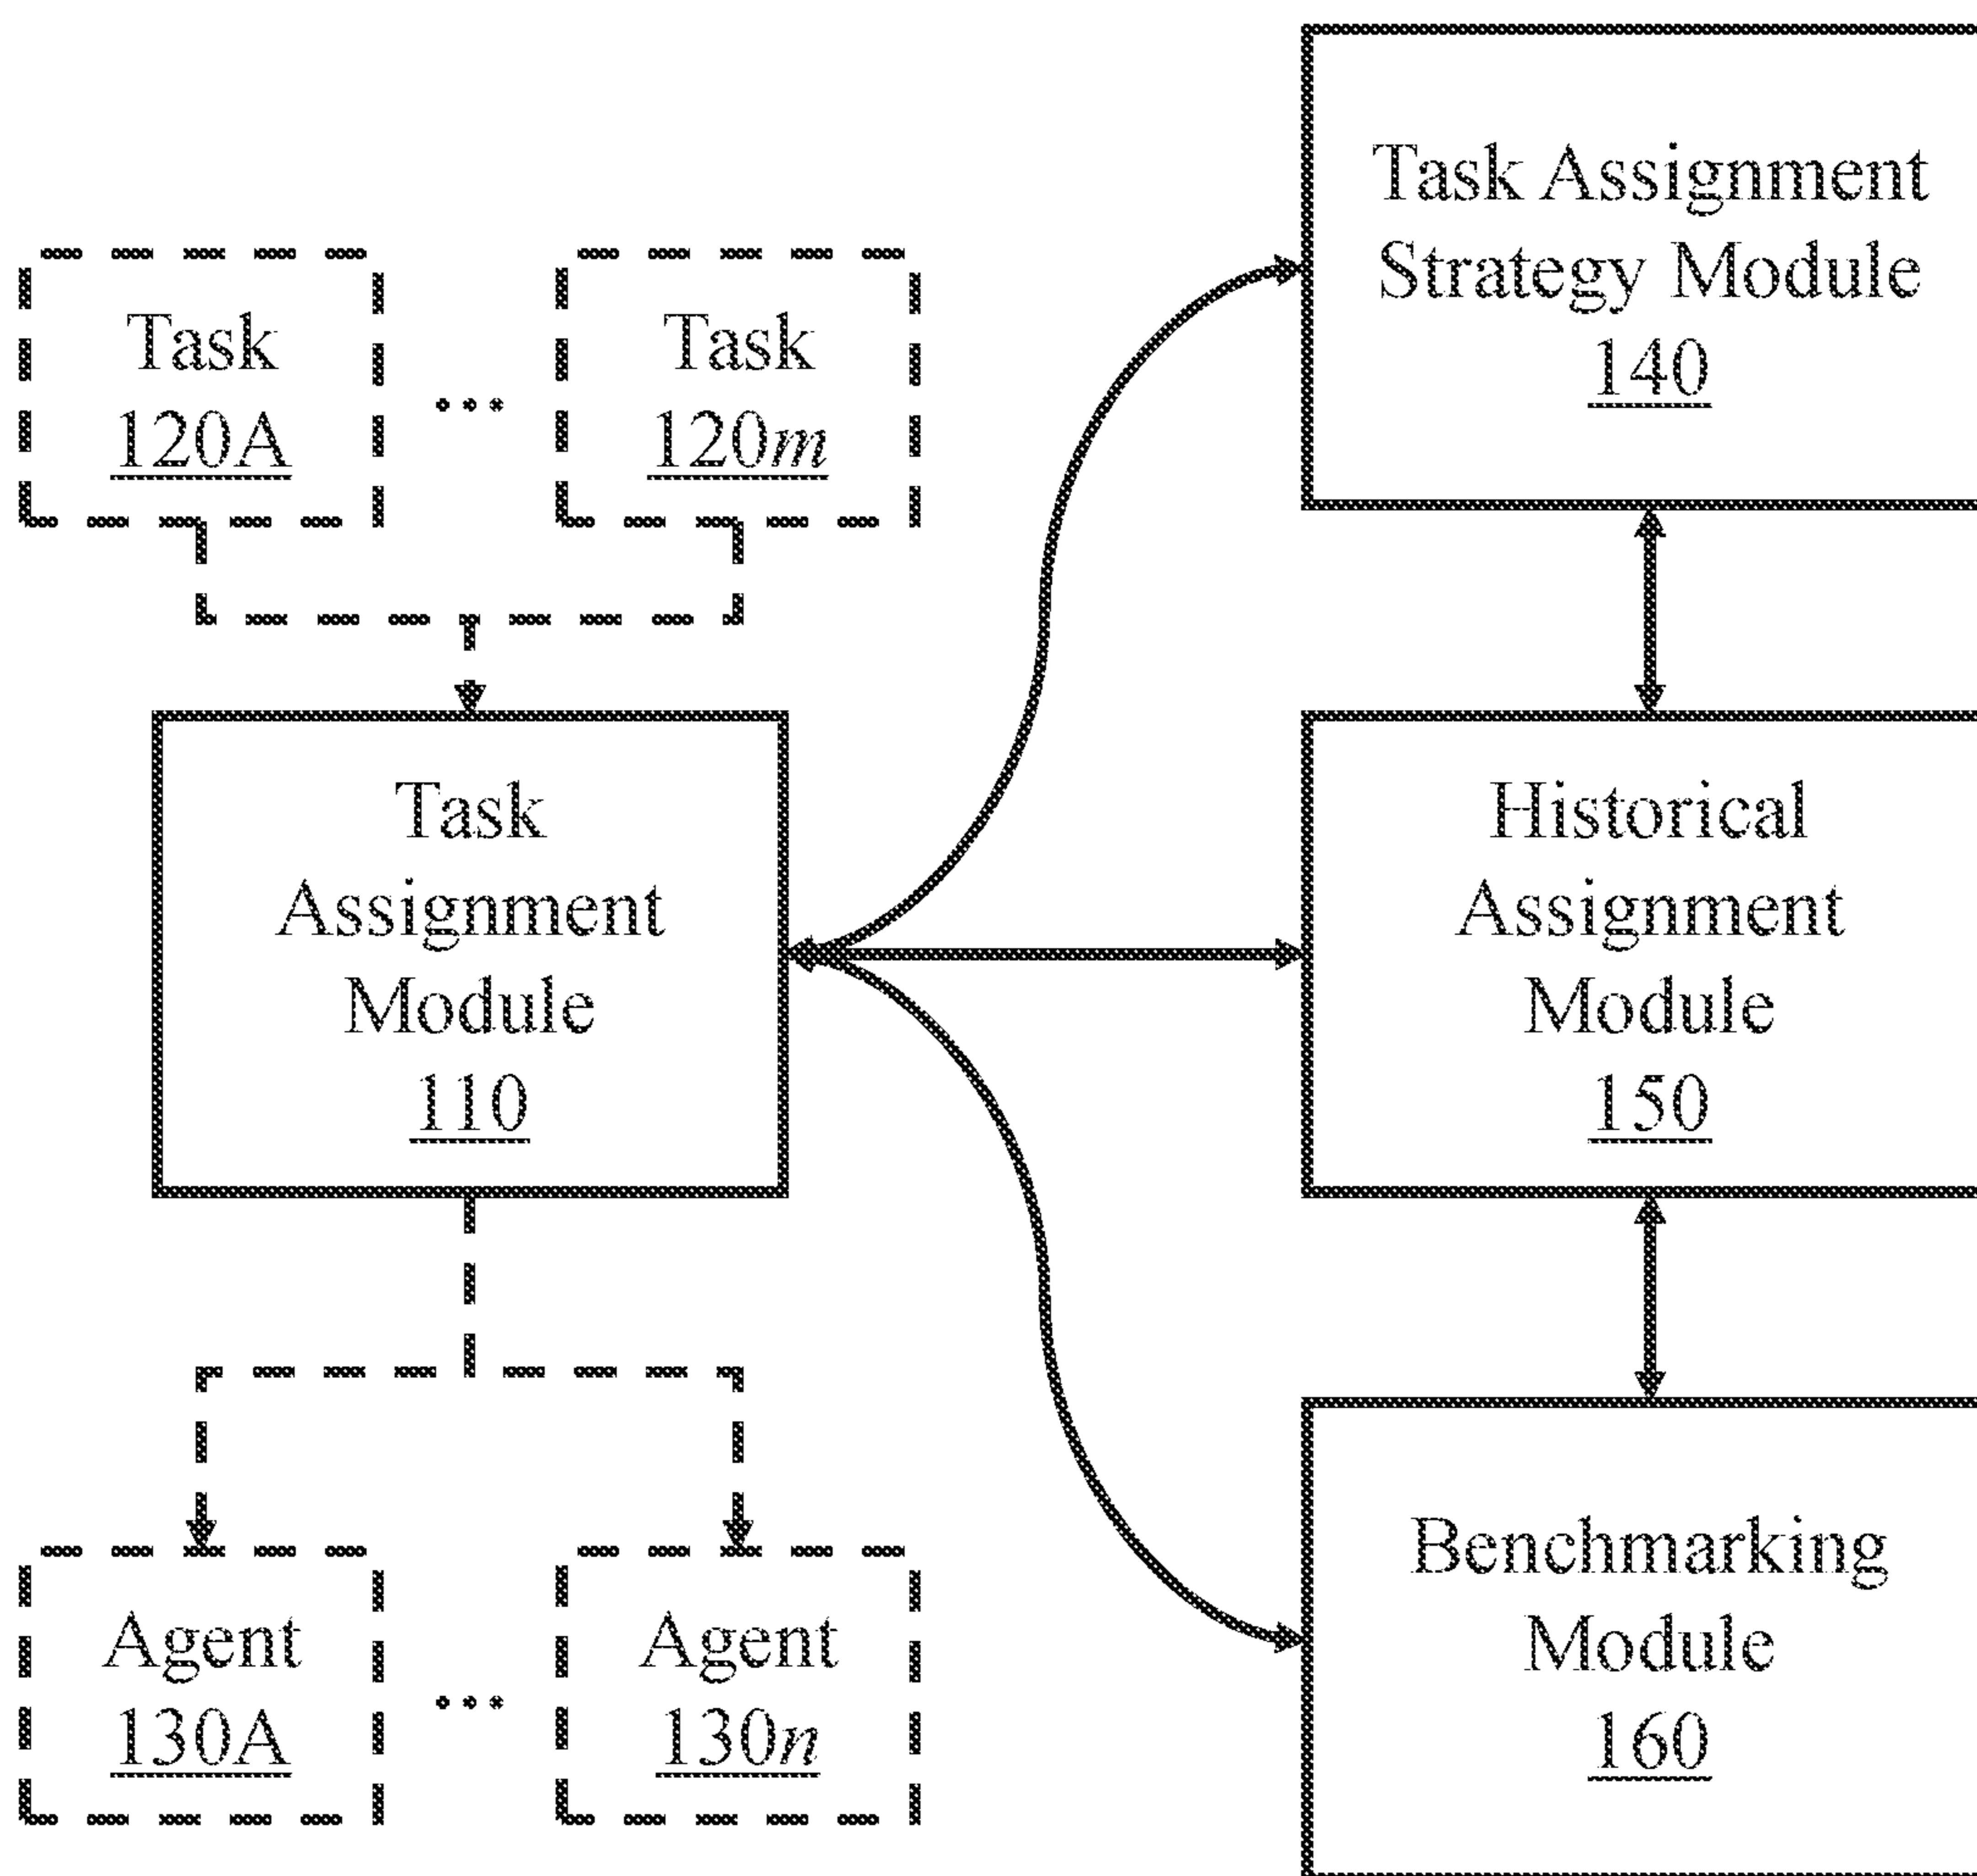 Task Assignment
Strategy Module
140
Task
120A
...
Task
120m
Task
Assignment
Module
110
Historical
Assignment
Module
150
Agent
130A
...
Agent
130n
Benchmarking
Module
160